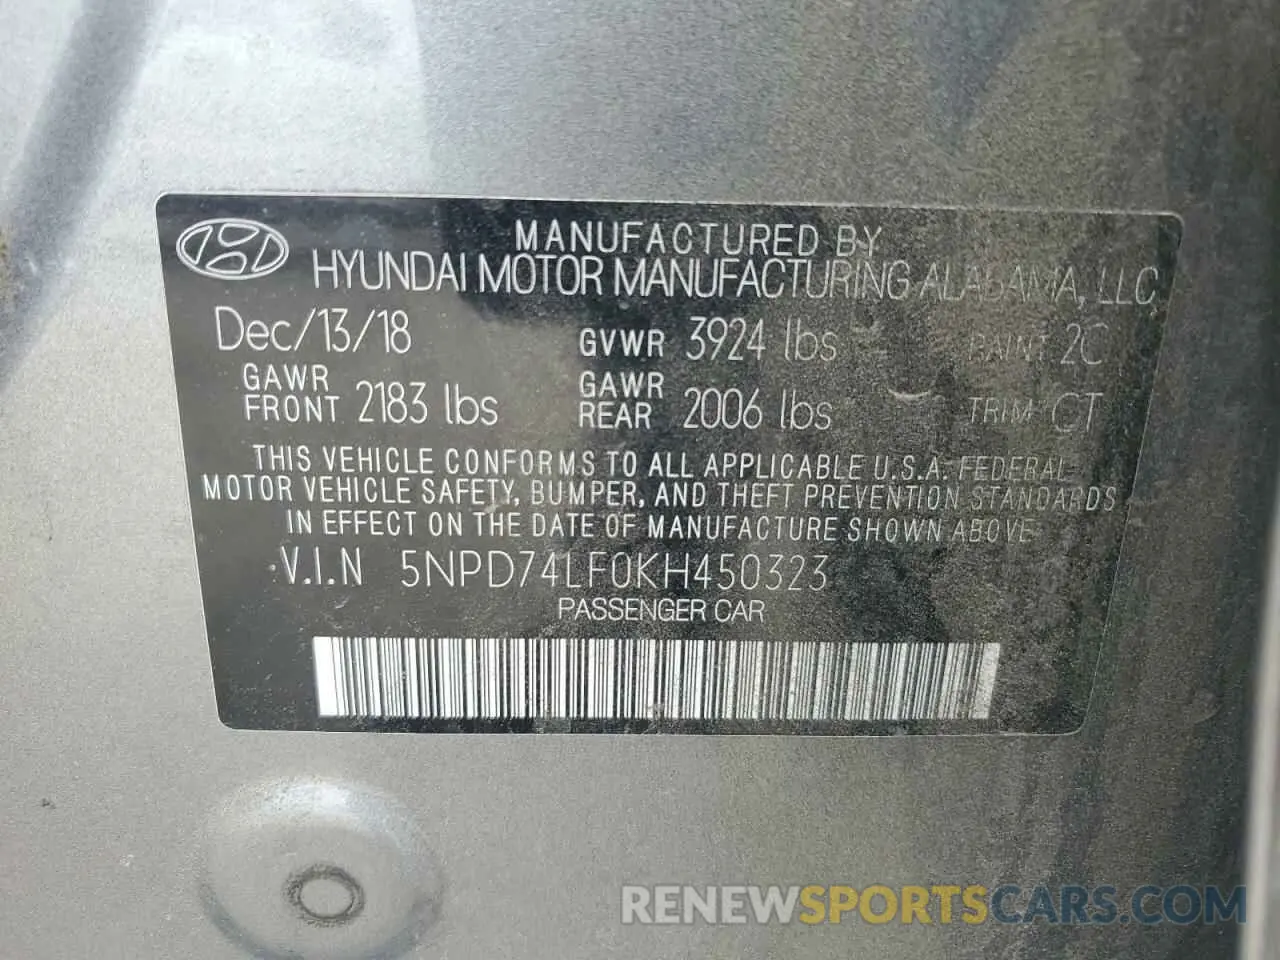 MANUFACTURED BY
HYUNDAI MOTOR MANUFACTURING ALABAMA, LLC
Dec/13/18 GVWR 3924 lbs PAINT 2C
GAWR FRONT 2183 lbs GAWR REAR 2006 lbs TRIM CT
THIS VEHICLE CONFORMS TO ALL APPLICABLE U.S.A. FEDERAL
MOTOR VEHICLE SAFETY, BUMPER, AND THEFT PREVENTION STANDARDS
IN EFFECT ON THE DATE OF MANUFACTURE SHOWN ABOVE
V.I.N 5NPD74LF0KH450323
PASSENGER CAR
RENEWSPORTSCARS.COM